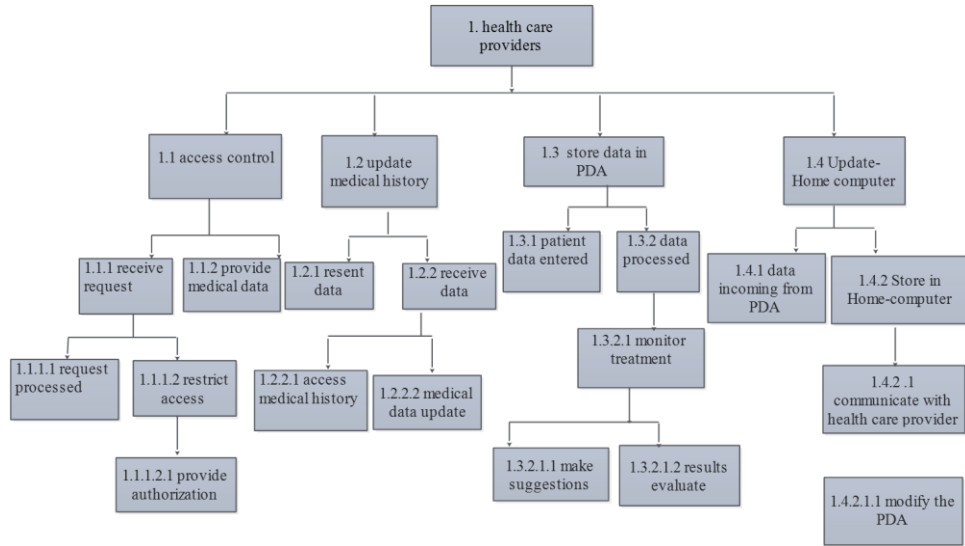 1. health care
providers
1.1 access control
1.2 update
medical history
1.3 store data in
PDA
1.4 Update-
Home computer
1.1.1 receive
request
1.1.2 provide
medical data
1.2.1 resent
data
1.2.2 receive
data
1.3.1 patient
data entered
1.3.2 data
processed
1.4.1 data
incoming from
PDA
1.4.2 Store in
Home-computer
1.1.1.1 request
processed
1.1.1.2 restrict
access
1.2.2.1 access
medical history
1.2.2.2 medical
data update
1.3.2.1 monitor
treatment
1.4.2 .1
communicate with
health care provider
1.1.1.2.1 provide
authorization
1.3.2.1.1 make
suggestions
1.3.2.1.2 results
evaluate
1.4.2.1.1 modify the
PDA